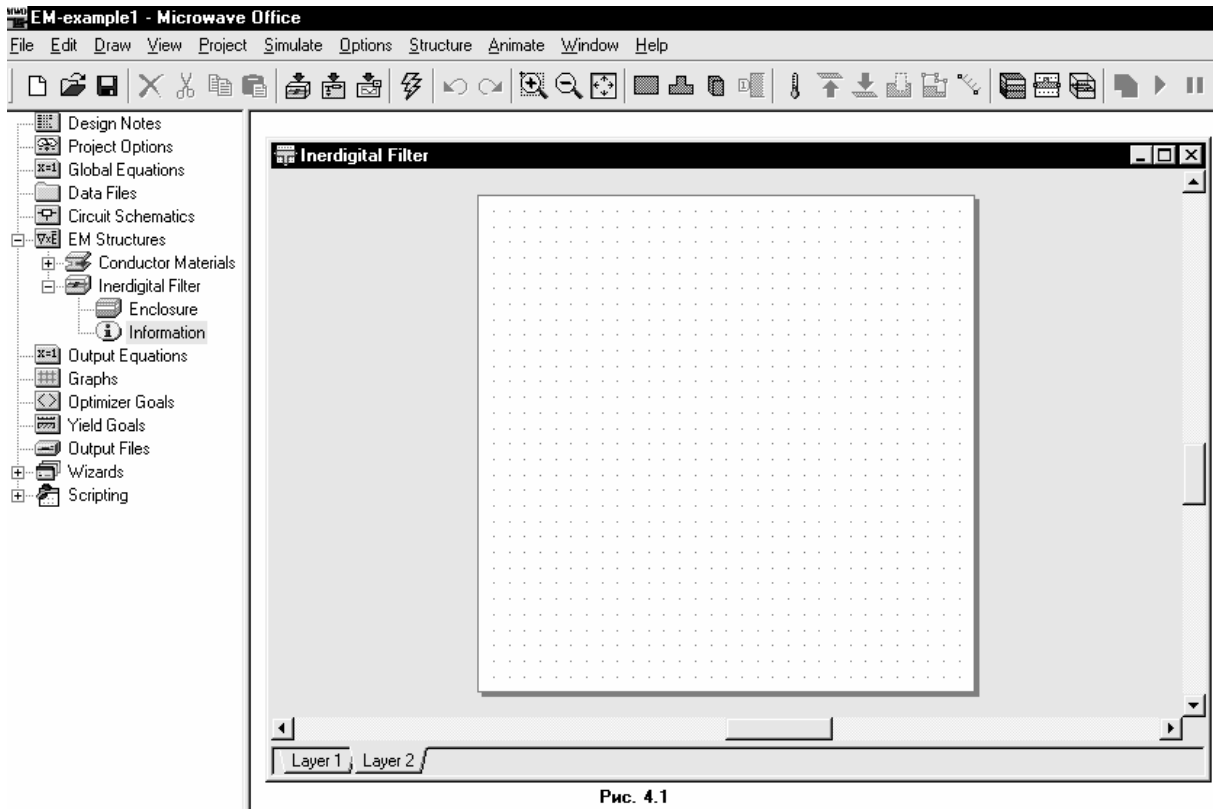 EM-example1 - Microwave Office
File Edit Draw View Project Simulate Options Structure Animate Window Help
Design Notes
Project Options
X=1 Global Equations
Data Files
Circuit Schematics
EM Structures
Conductor Materials
Inerdigital Filter
Enclosure
Information
X=1 Output Equations
Graphs
Optimizer Goals
Yield Goals
Output Files
Wizards
Scripting
Inerdigital Filter
Layer 1 Layer 2
Рис. 4.1